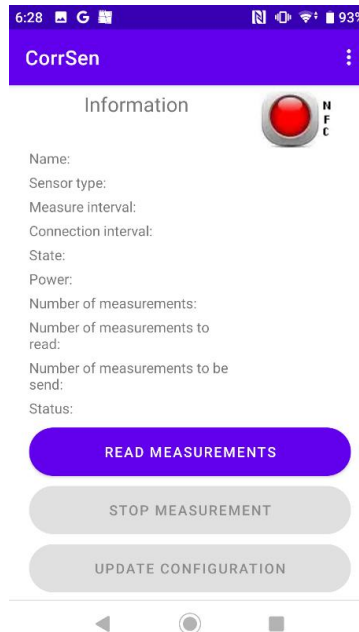 6:28 G 93%
CorrSen
Information
NFC
Name:
Sensor type:
Measure interval:
Connection interval:
State:
Power:
Number of measurements:
Number of measurements to
read:
Number of measurements to be
send:
Status:
READ MEASUREMENTS
STOP MEASUREMENT
UPDATE CONFIGURATION